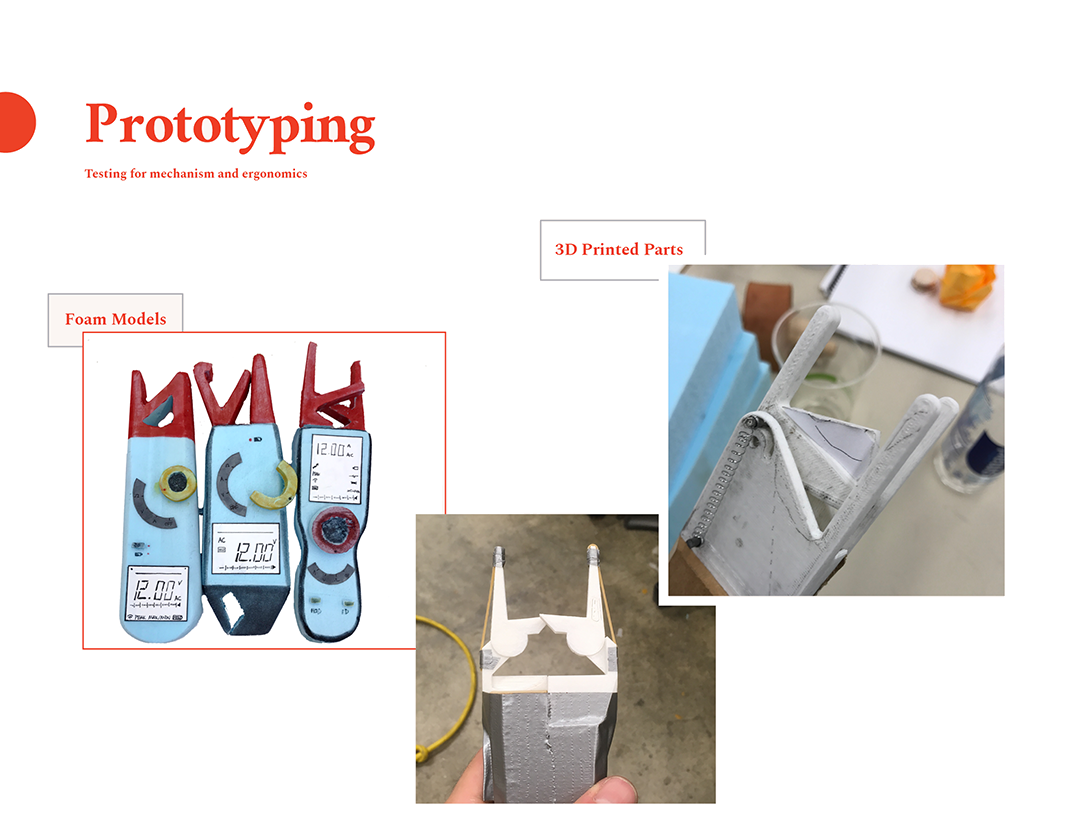 Prototyping
Testing for mechanism and ergonomics
3D Printed Parts
Foam Models
12.00 A
AC
AC
12.00 V
12.00 V